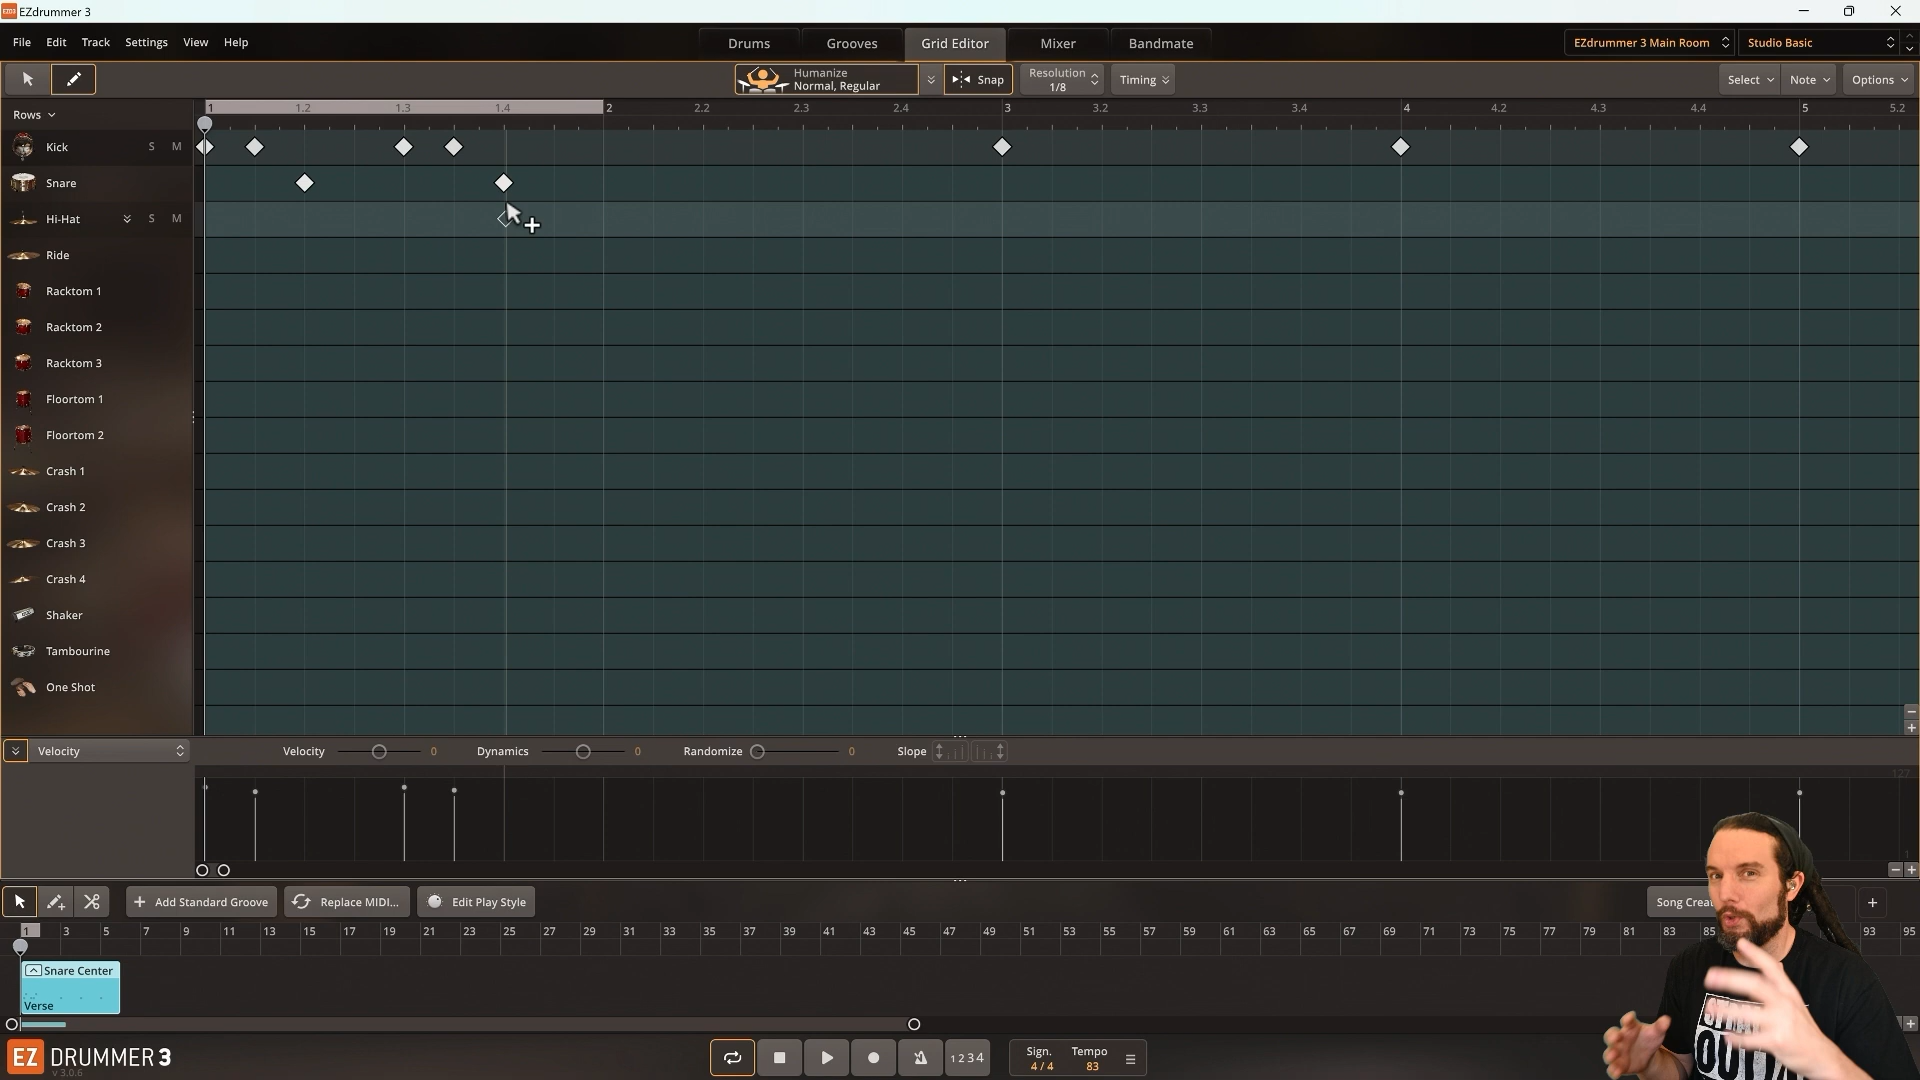 EZdrummer 3
File Edit Track Settings View Help
Drums Grooves Grid Editor Mixer Bandmate
EZdrummer 3 Main Room Studio Basic
Humanize
Normal, Regular
Snap
Resolution
1/8
Timing
Select Note Options
Rows
1 1.2 1.3 1.4 2 2.2 2.3 2.4 3 3.2 3.3 3.4 4 4.2 4.3 4.4 5 5.2
Kick S M
Snare
Hi-Hat S M
Ride
Racktom 1
Racktom 2
Racktom 3
Floortom 1
Floortom 2
Crash 1
Crash 2
Crash 3
Crash 4
Shaker
Tambourine
One Shot
Velocity
Velocity 0 Dynamics 0 Randomize 0 Slope
127
1
Add Standard Groove Replace MIDI... Edit Play Style
1 3 5 7 9 11 13 15 17 19 21 23 25 27 29 31 33 35 37 39 41 43 45 47 49 51 53 55 57 59 61 63 65 67 69 71 73 75 77 79 81 83 85 93 95
Snare Center
Verse
EZ DRUMMER 3
v 3.0.6
1 2 3 4
Sign.
4 / 4
Tempo
83